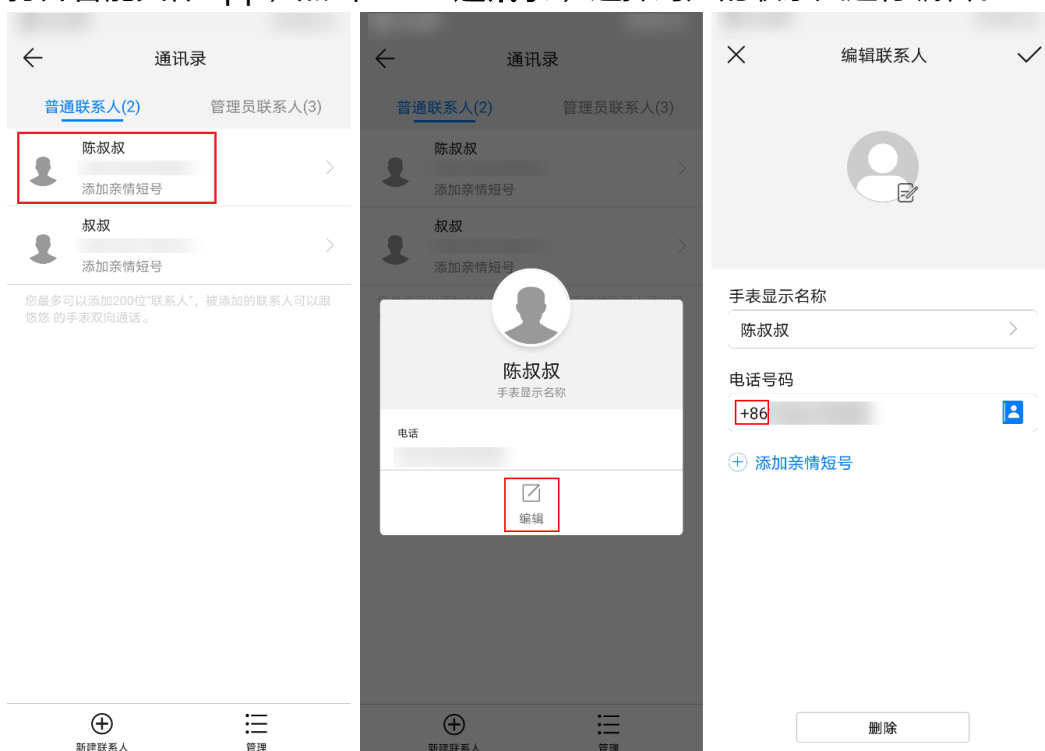 通讯录
普通联系人(2)
管理员联系人(3)
陈叔叔
添加亲情短号
叔叔
添加亲情短号
您最多可以添加200位"联系人"，被添加的联系人可以跟
悠悠 的手表双向通话。
新建联系人
管理
通讯录
普通联系人(2)
管理员联系人(3)
陈叔叔
添加亲情短号
叔叔
添加亲情短号
陈叔叔
手表显示名称
电话
编辑
新建联系人
管理
编辑联系人
手表显示名称
陈叔叔
电话号码
+86
添加亲情短号
删除